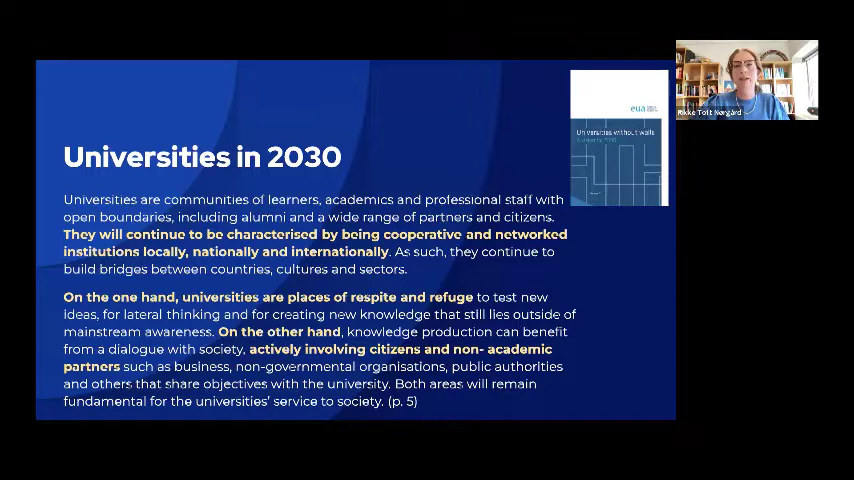 Universities in 2030
Universities are communities of learners, academics and professional staff with
open boundaries, including alumni and a wide range of partners and citizens.
They will continue to be characterised by being cooperative and networked
institutions locally, nationally and internationally. As such, they continue to
build bridges between countries, cultures and sectors.
On the one hand, universities are places of respite and refuge to test new
ideas, for lateral thinking and for creating new knowledge that still lies outside of
mainstream awareness. On the other hand, knowledge production can benefit
from a dialogue with society, actively involving citizens and non- academic
partners such as business, non-governmental organisations, public authorities
and others that share objectives with the university. Both areas will remain
fundamental for the universities' service to society. (p. 5)
eua
Universities without walls
A vision for 2030
Rikke Toft Nørgård